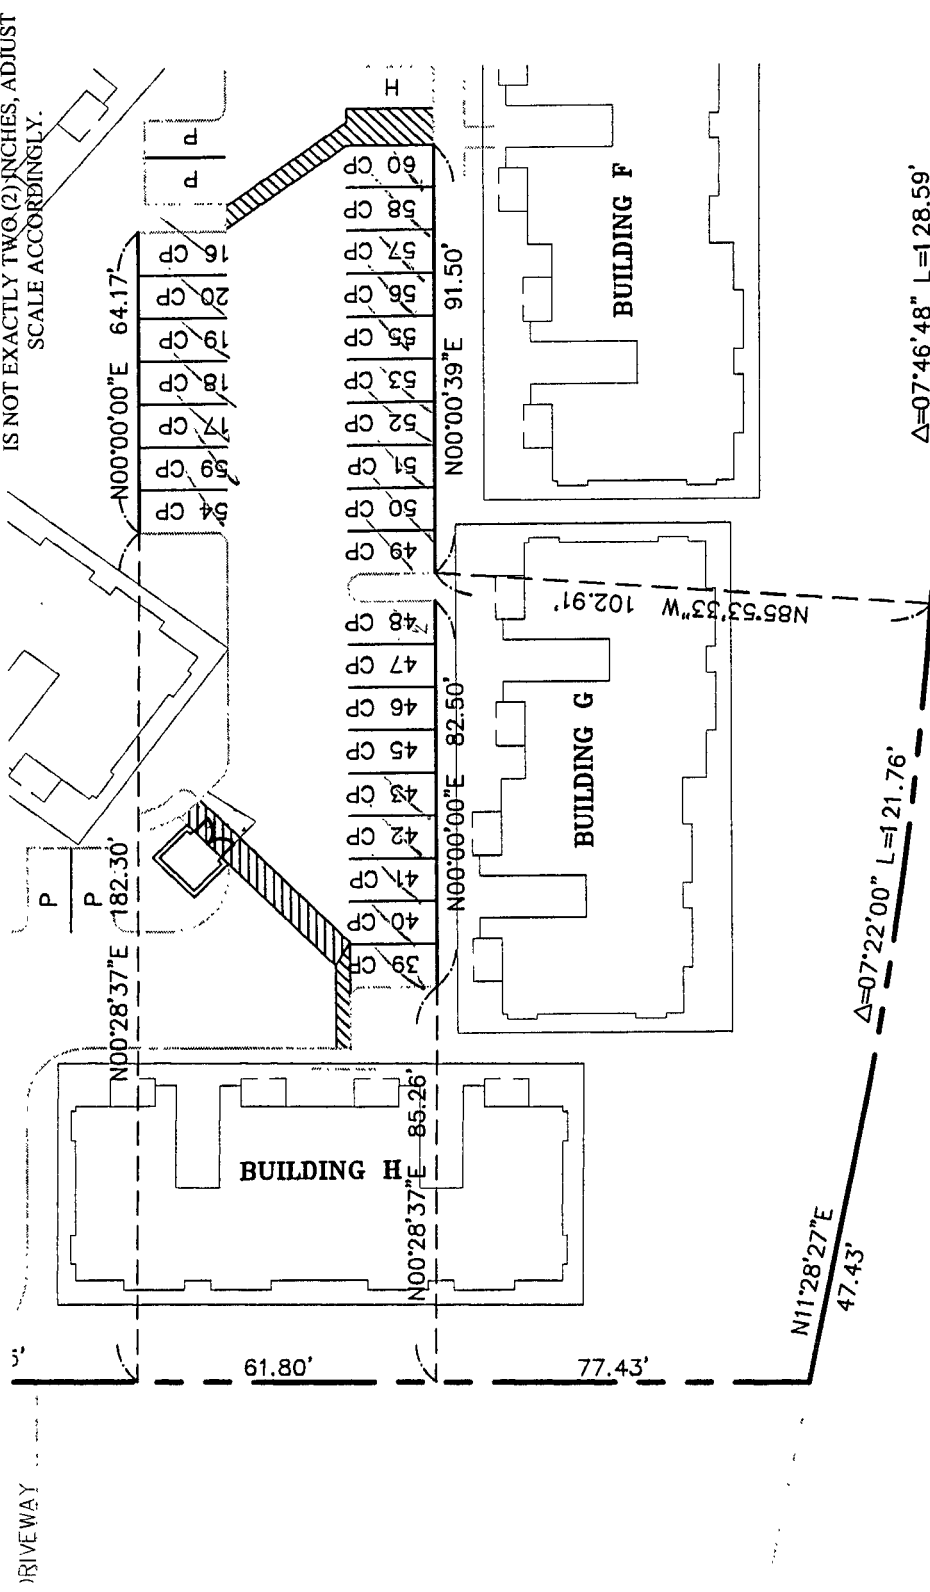 IS NOT EXACTLY TWO (2) INCHES, ADJUST
SCALE ACCORDINGLY.
H
P
P
60 CP
58 CP
57 CP
56 CP
55 CP
53 CP
52 CP
51 CP
50 CP
49 CP
48 CP
47 CP
46 CP
45 CP
43 CP
42 CP
41 CP
40 CP
39 CP
16 CP
20 CP
19 CP
18 CP
17 CP
59 CP
54 CP
N00°00'00"E 64.17'
N00°00'39"E 91.50'
BUILDING F
Δ=07°46'48" L=128.59'
N85°53'33"W 102.91'
N00°00'00"E 82.50'
BUILDING G
Δ=07°22'00" L=121.76'
P
P
N00°28'37"E 182.30'
BUILDING H
N00°28'37"E 85.26'
N11°28'27"E
47.43'
61.80'
77.43'
DRIVEWAY